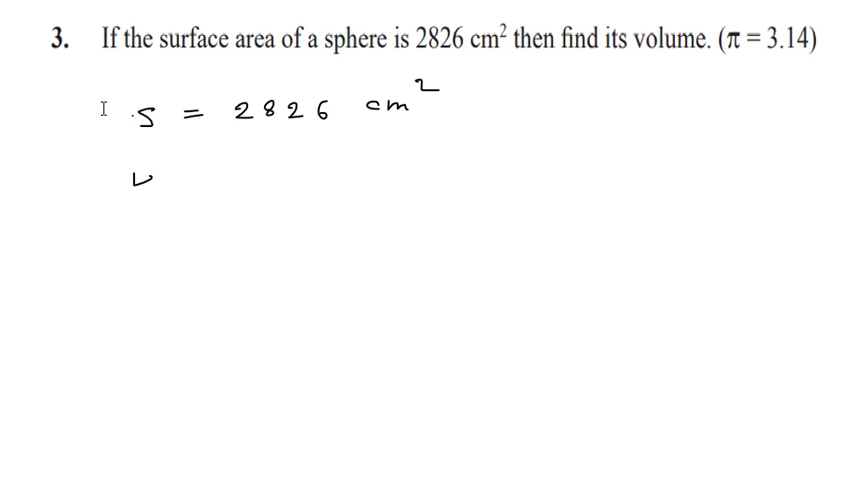 3. If the surface area of a sphere is 2826 cm² then find its volume. (π = 3.14)
S = 2826 cm²
V